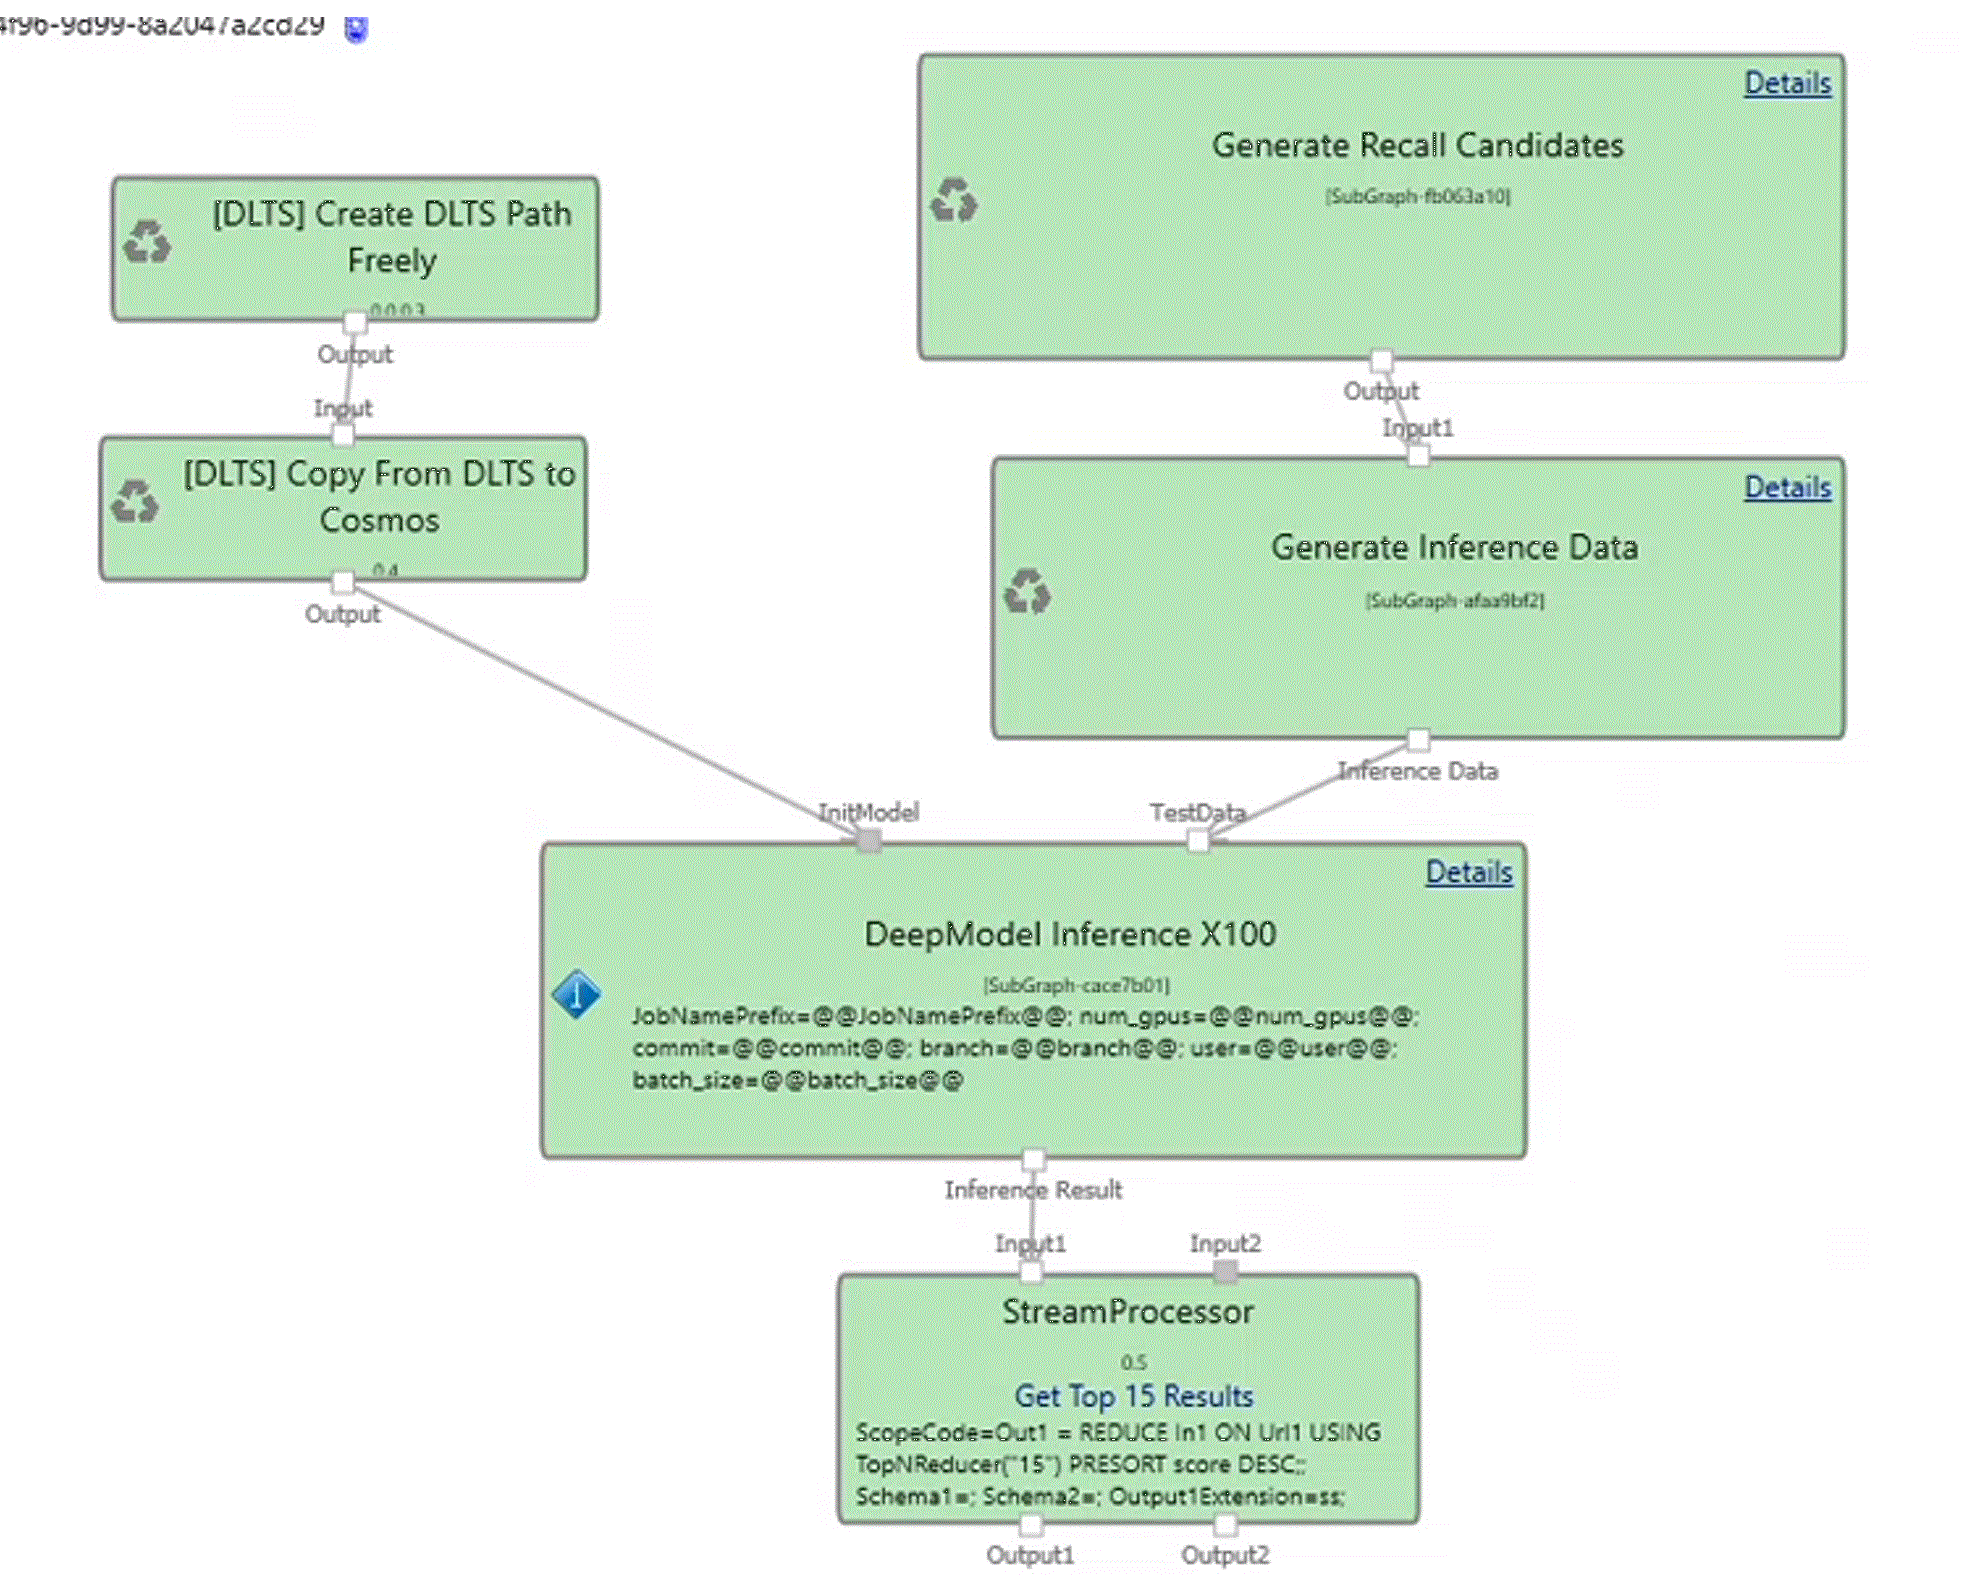 4f96-9d99-8a2047a2cd29
Details
Generate Recall Candidates
[SubGraph-fb063a10]
[DLTS] Create DLTS Path
Freely
0.0.0.3
Output
Output
Input
Input1
[DLTS] Copy From DLTS to
Cosmos
0.4
Details
Generate Inference Data
[SubGraph-afaa9bf2]
Output
Inference Data
InitModel
TestData
Details
DeepModel Inference X100
[SubGraph-cace7b01]
JobNamePrefix=@@JobNamePrefix@@; num_gpus=@@num_gpus@@;
commit=@@commit@@; branch=@@branch@@; user=@@user@@;
batch_size=@@batch_size@@
Inference Result
Input1
Input2
StreamProcessor
0.5
Get Top 15 Results
ScopeCode=Out1 = REDUCE In1 ON Url1 USING
TopNReducer("15") PRESORT score DESC;;
Schema1=; Schema2=; Output1Extension=ss;
Output1
Output2